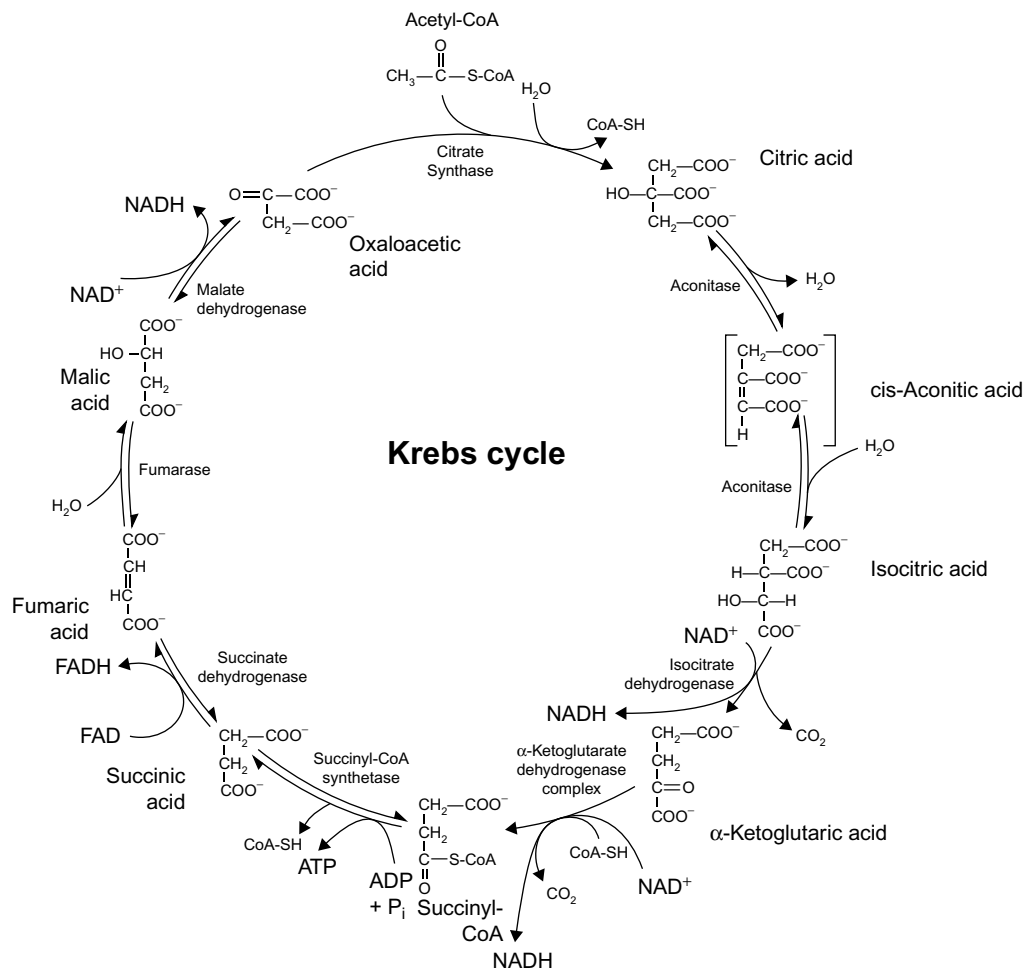 Acetyl-CoA
O
CH₃—C—S-CoA
H₂O
CoA-SH
Citrate
Synthase
Citric acid
CH₂—COO⁻
HO—C—COO⁻
CH₂—COO⁻
Aconitase
H₂O
CH₂—COO⁻
C—COO⁻
C—COO⁻
H
cis-Aconitic acid
Aconitase
H₂O
CH₂—COO⁻
H—C—COO⁻
HO—C—H
COO⁻
Isocitric acid
NAD⁺
Isocitrate
dehydrogenase
NADH
CO₂
CH₂—COO⁻
CH₂
C=O
COO⁻
α-Ketoglutaric acid
α-Ketoglutarate
dehydrogenase
complex
CoA-SH
NAD⁺
CO₂
NADH
CH₂—COO⁻
CH₂
C—S-CoA
O
Succinyl-
CoA
Succinyl-CoA
synthetase
ADP
+ Pᵢ
ATP
CoA-SH
CH₂—COO⁻
CH₂
COO⁻
Succinic
acid
Succinate
dehydrogenase
FAD
FADH
COO⁻
CH
HC
COO⁻
Fumaric
acid
Fumarase
H₂O
COO⁻
HO—CH
CH₂
COO⁻
Malic
acid
Malate
dehydrogenase
NAD⁺
NADH
O=C—COO⁻
CH₂—COO⁻
Oxaloacetic
acid
Krebs cycle